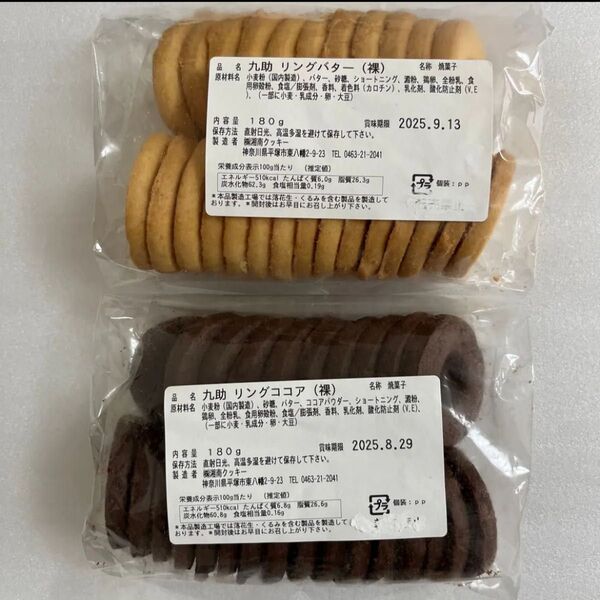 品 名 九助 リングバター（裸） 名称 焼菓子
原材料名 小麦粉（国内製造）、バター、砂糖、ショートニング、澱粉、鶏卵、全粉乳、食
用卵殻粉、食塩／膨張剤、香料、着色料（カロチン）、乳化剤、酸化防止剤（V.E
）、（一部に小麦・乳成分・卵・大豆）
内 容 量 180g 賞味期限 2025.9.13
保存方法 直射日光、高温多湿を避けて保存して下さい。
製 造 者 ㈱湘南クッキー
神奈川県平塚市東八幡2-9-23 TEL 0463-21-2041
栄養成分表示100g当たり （推定値）
エネルギー510kcal たんぱく質6.0g 脂質26.3g
炭水化物62.3g 食塩相当量0.19g
プラ 個装：pp
＊本品製造工場では落花生・くるみを含む製品を製造して
おります。＊開封後はお早目にお召し上がり下さい。
品 名 九助 リングココア（裸） 名称 焼菓子
原材料名 小麦粉（国内製造）、砂糖、バター、ココアパウダー、ショートニング、澱粉、
鶏卵、全粉乳、食用卵殻粉、食塩／膨張剤、香料、乳化剤、酸化防止剤（V.E）、
（一部に小麦・乳成分・卵・大豆）
内 容 量 180g 賞味期限 2025.8.29
保存方法 直射日光、高温多湿を避けて保存して下さい。
製 造 者 ㈱湘南クッキー
神奈川県平塚市東八幡2-9-23 TEL 0463-21-2041
栄養成分表示100g当たり （推定値）
エネルギー510kcal たんぱく質6.8g 脂質26.6g
炭水化物60.8g 食塩相当量0.16g
プラ 個装：pp
＊本品製造工場では落花生・くるみを含む製品を製造して
おります。＊開封後はお早目にお召し上がり下さい。